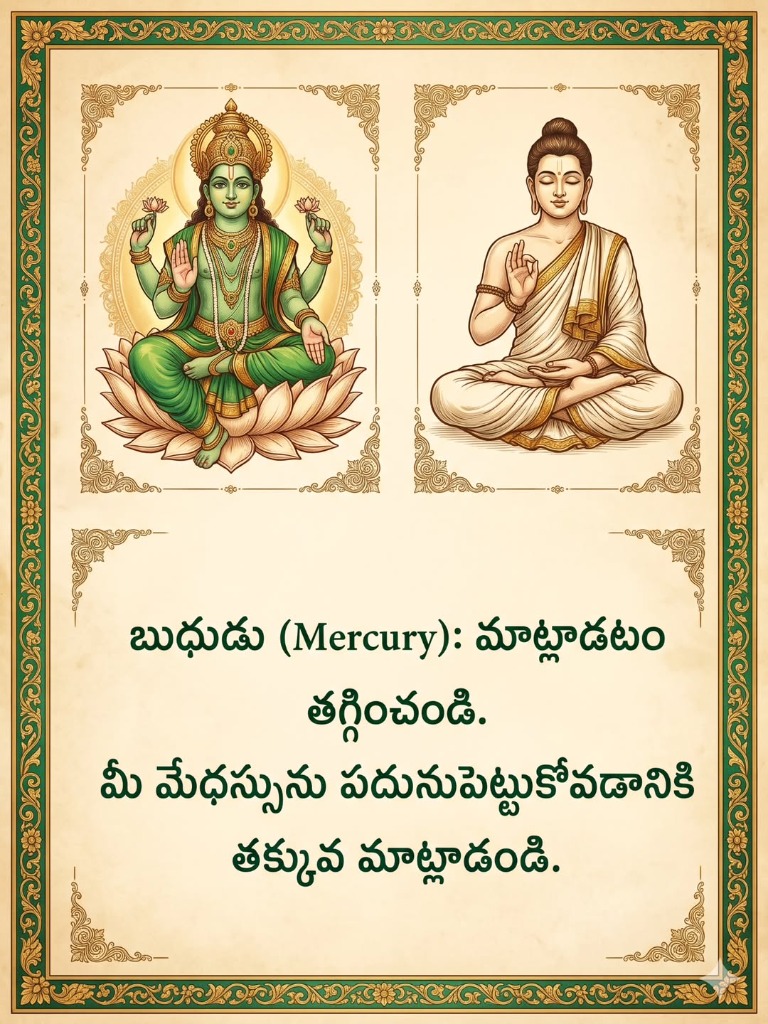 బుధుడు (Mercury): మాట్లాడటం
తగ్గించండి.
మీ మేధస్సును పదునుపెట్టుకోవడానికి
తక్కువ మాట్లాడండి.